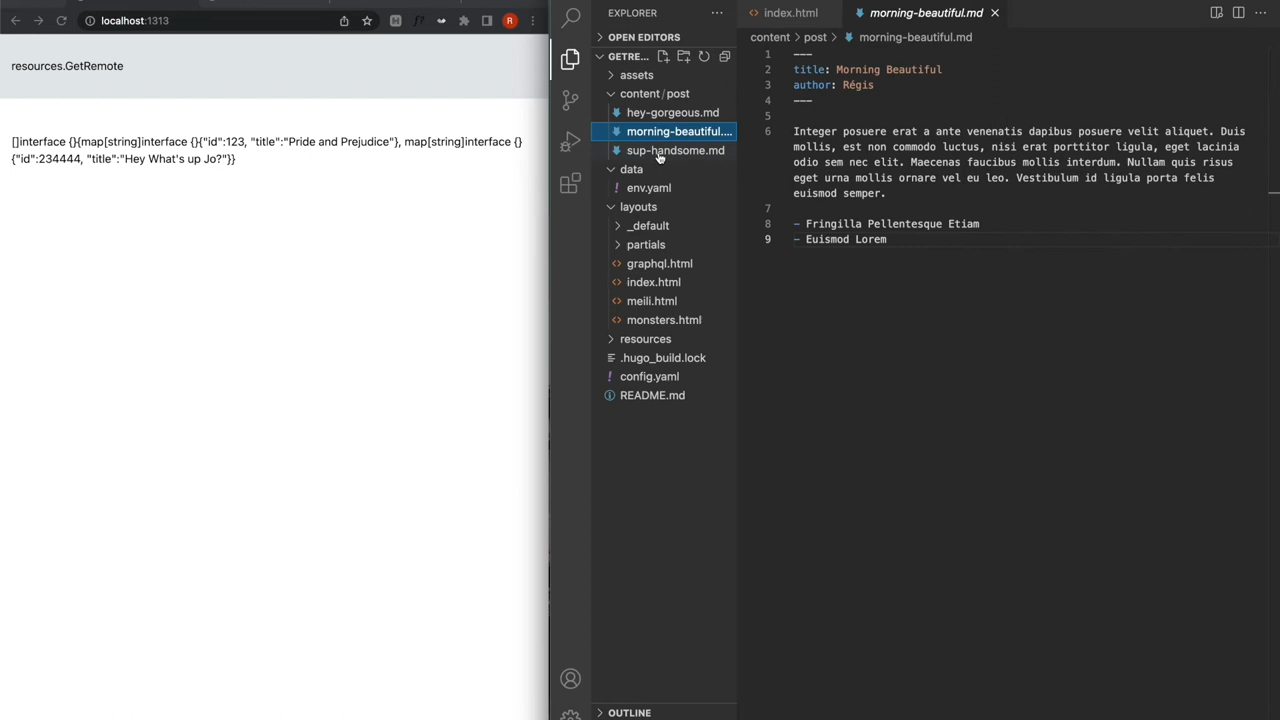 localhost:1313
R
resources.GetRemote
[]interface {}{map[string]interface {}{"id":123, "title":"Pride and Prejudice"}, map[string]interface {}
{"id":234444, "title":"Hey What's up Jo?"}}
EXPLORER
OPEN EDITORS
GETRE...
assets
content/post
hey-gorgeous.md
morning-beautiful....
sup-handsome.md
data
env.yaml
layouts
_default
partials
graphql.html
index.html
meili.html
monsters.html
resources
.hugo_build.lock
config.yaml
README.md
OUTLINE
index.html
morning-beautiful.md
content > post > morning-beautiful.md
1 ---
2 title: Morning Beautiful
3 author: Régis
4 ---
5
6 Integer posuere erat a ante venenatis dapibus posuere velit aliquet. Duis
mollis, est non commodo luctus, nisi erat porttitor ligula, eget lacinia
odio sem nec elit. Maecenas faucibus mollis interdum. Nullam quis risus
eget urna mollis ornare vel eu leo. Vestibulum id ligula porta felis
euismod semper.
7
8 - Fringilla Pellentesque Etiam
9 - Euismod Lorem